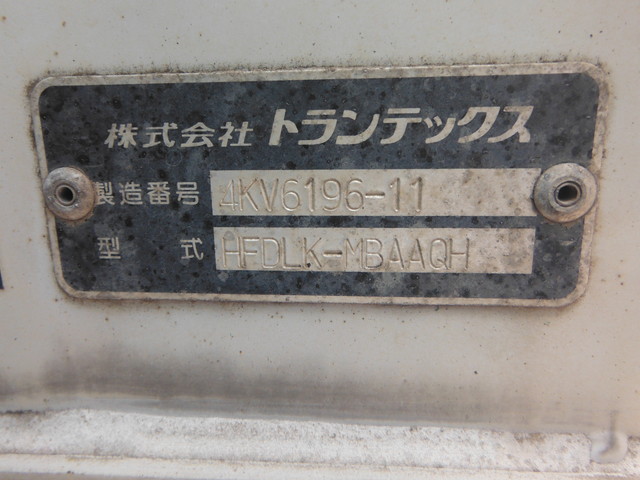 株式会社 トランテックス
製造番号 4KV6196-11
型式 HFDLK-MBAAQH